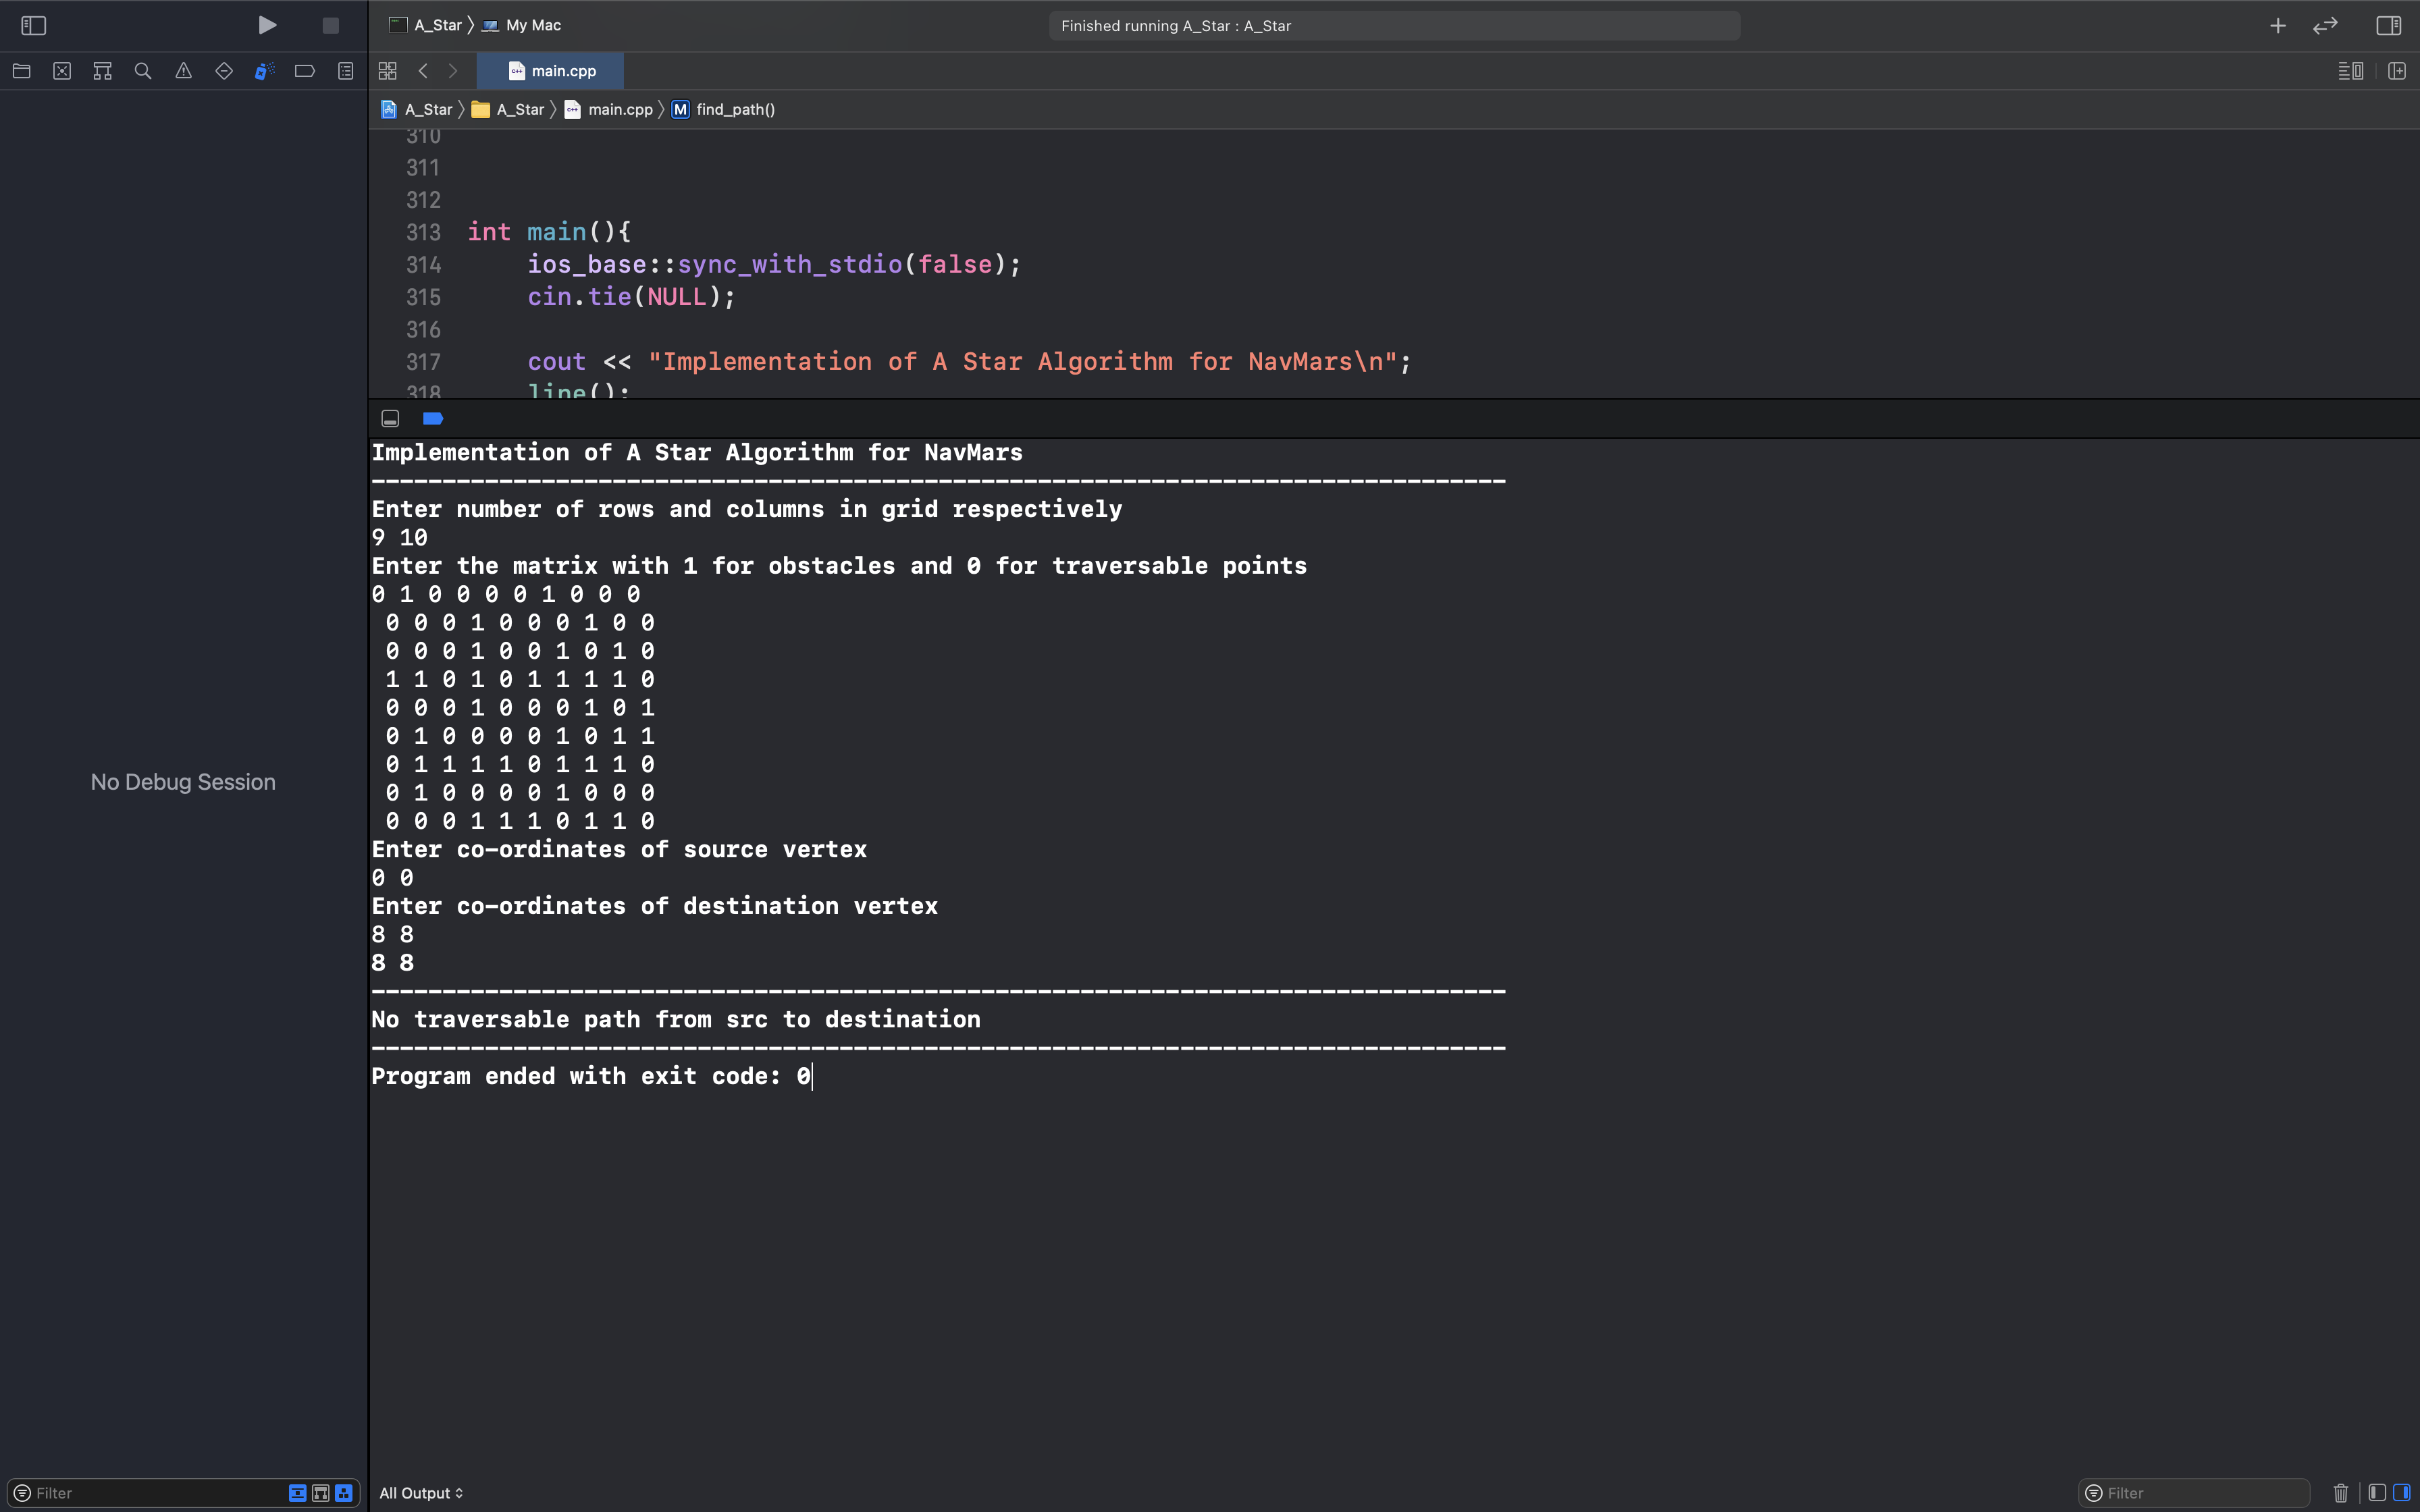 A_Star 〉 My Mac
Finished running A_Star : A_Star
main.cpp
A_Star 〉 A_Star 〉 main.cpp 〉 M find_path()
310
311
312
313 int main(){
314     ios_base::sync_with_stdio(false);
315     cin.tie(NULL);
316
317     cout << "Implementation of A Star Algorithm for NavMars\n";
318     line();
Implementation of A Star Algorithm for NavMars
--------------------------------------------------------------------------------
Enter number of rows and columns in grid respectively
9 10
Enter the matrix with 1 for obstacles and 0 for traversable points
0 1 0 0 0 0 1 0 0 0
 0 0 0 1 0 0 0 1 0 0
 0 0 0 1 0 0 1 0 1 0
 1 1 0 1 0 1 1 1 1 0
 0 0 0 1 0 0 0 1 0 1
 0 1 0 0 0 0 1 0 1 1
 0 1 1 1 1 0 1 1 1 0
 0 1 0 0 0 0 1 0 0 0
 0 0 0 1 1 1 0 1 1 0
Enter co-ordinates of source vertex
0 0
Enter co-ordinates of destination vertex
8 8
8 8
--------------------------------------------------------------------------------
No traversable path from src to destination
--------------------------------------------------------------------------------
Program ended with exit code: 0
No Debug Session
Filter
All Output
Filter